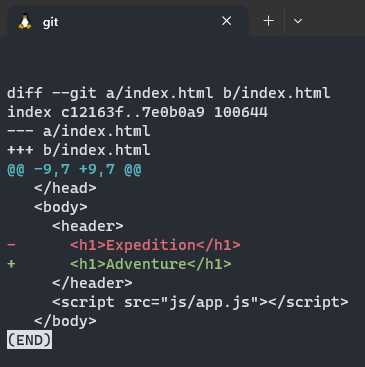 git
diff --git a/index.html b/index.html
index c12163f..7e0b0a9 100644
--- a/index.html
+++ b/index.html
@@ -9,7 +9,7 @@
   </head>
   <body>
     <header>
-      <h1>Expedition</h1>
+      <h1>Adventure</h1>
     </header>
     <script src="js/app.js"></script>
   </body>
(END)